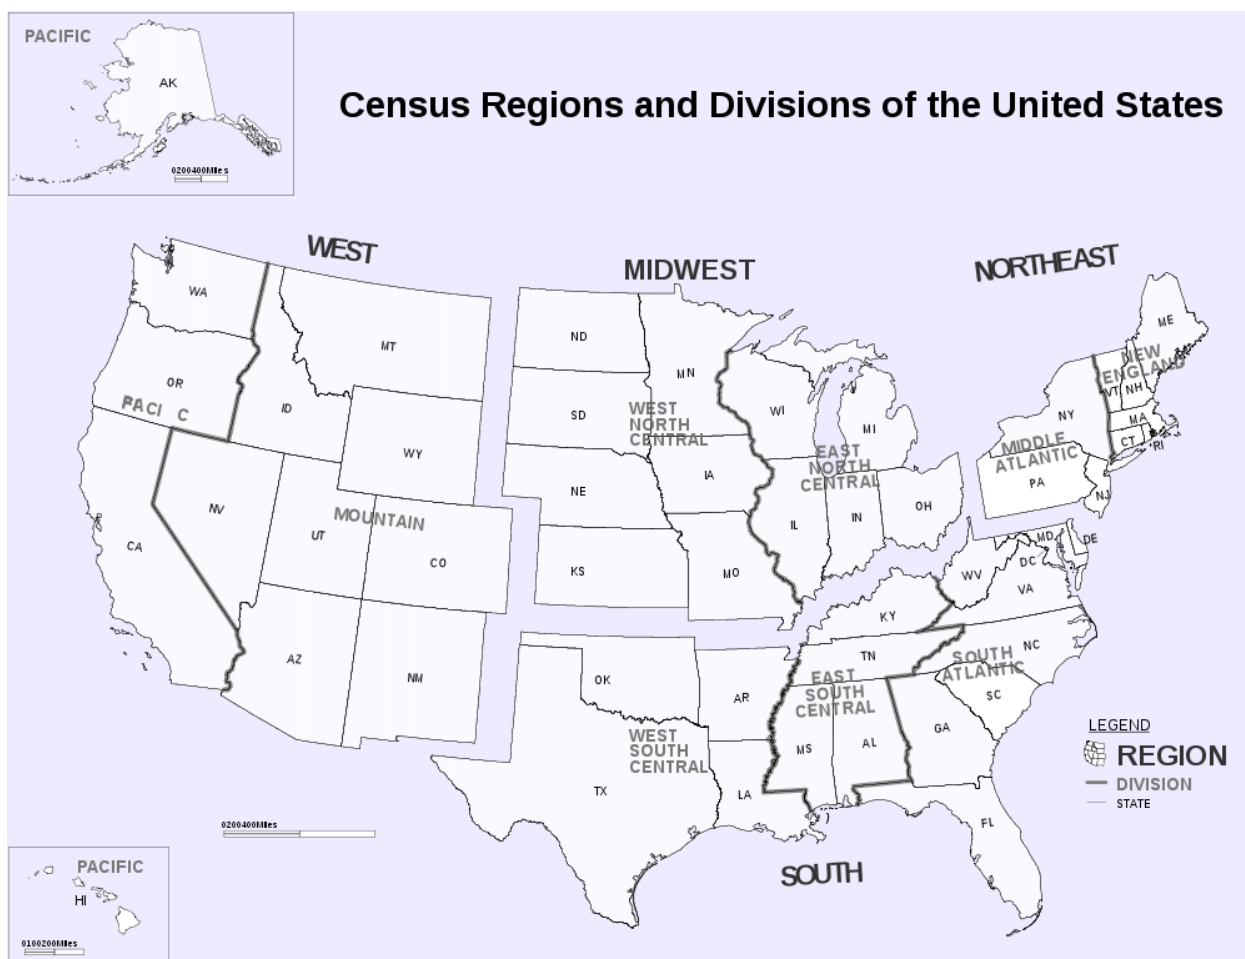 PACIFIC
AK
0200400Miles
Census Regions and Divisions of the United States
WEST
MIDWEST
NORTHEAST
WA
MT
ND
MN
ME
OR
ID
SD
WI
MI
NY
NEW
ENGLAND
VT
NH
MA
CT
RI
PACI C
WEST
NORTH
CENTRAL
EAST
NORTH
CENTRAL
MIDDLE
ATLANTIC
WY
NE
IA
PA
NJ
NV
UT
MOUNTAIN
CO
IL
IN
OH
CA
KS
MO
WV
MD
DE
DC
VA
KY
AZ
NM
OK
AR
TN
NC
SOUTH
ATLANTIC
SC
EAST
SOUTH
CENTRAL
WEST
SOUTH
CENTRAL
MS
AL
GA
TX
LA
FL
LEGEND
REGION
DIVISION
STATE
0200400Miles
SOUTH
PACIFIC
HI
0100200Miles